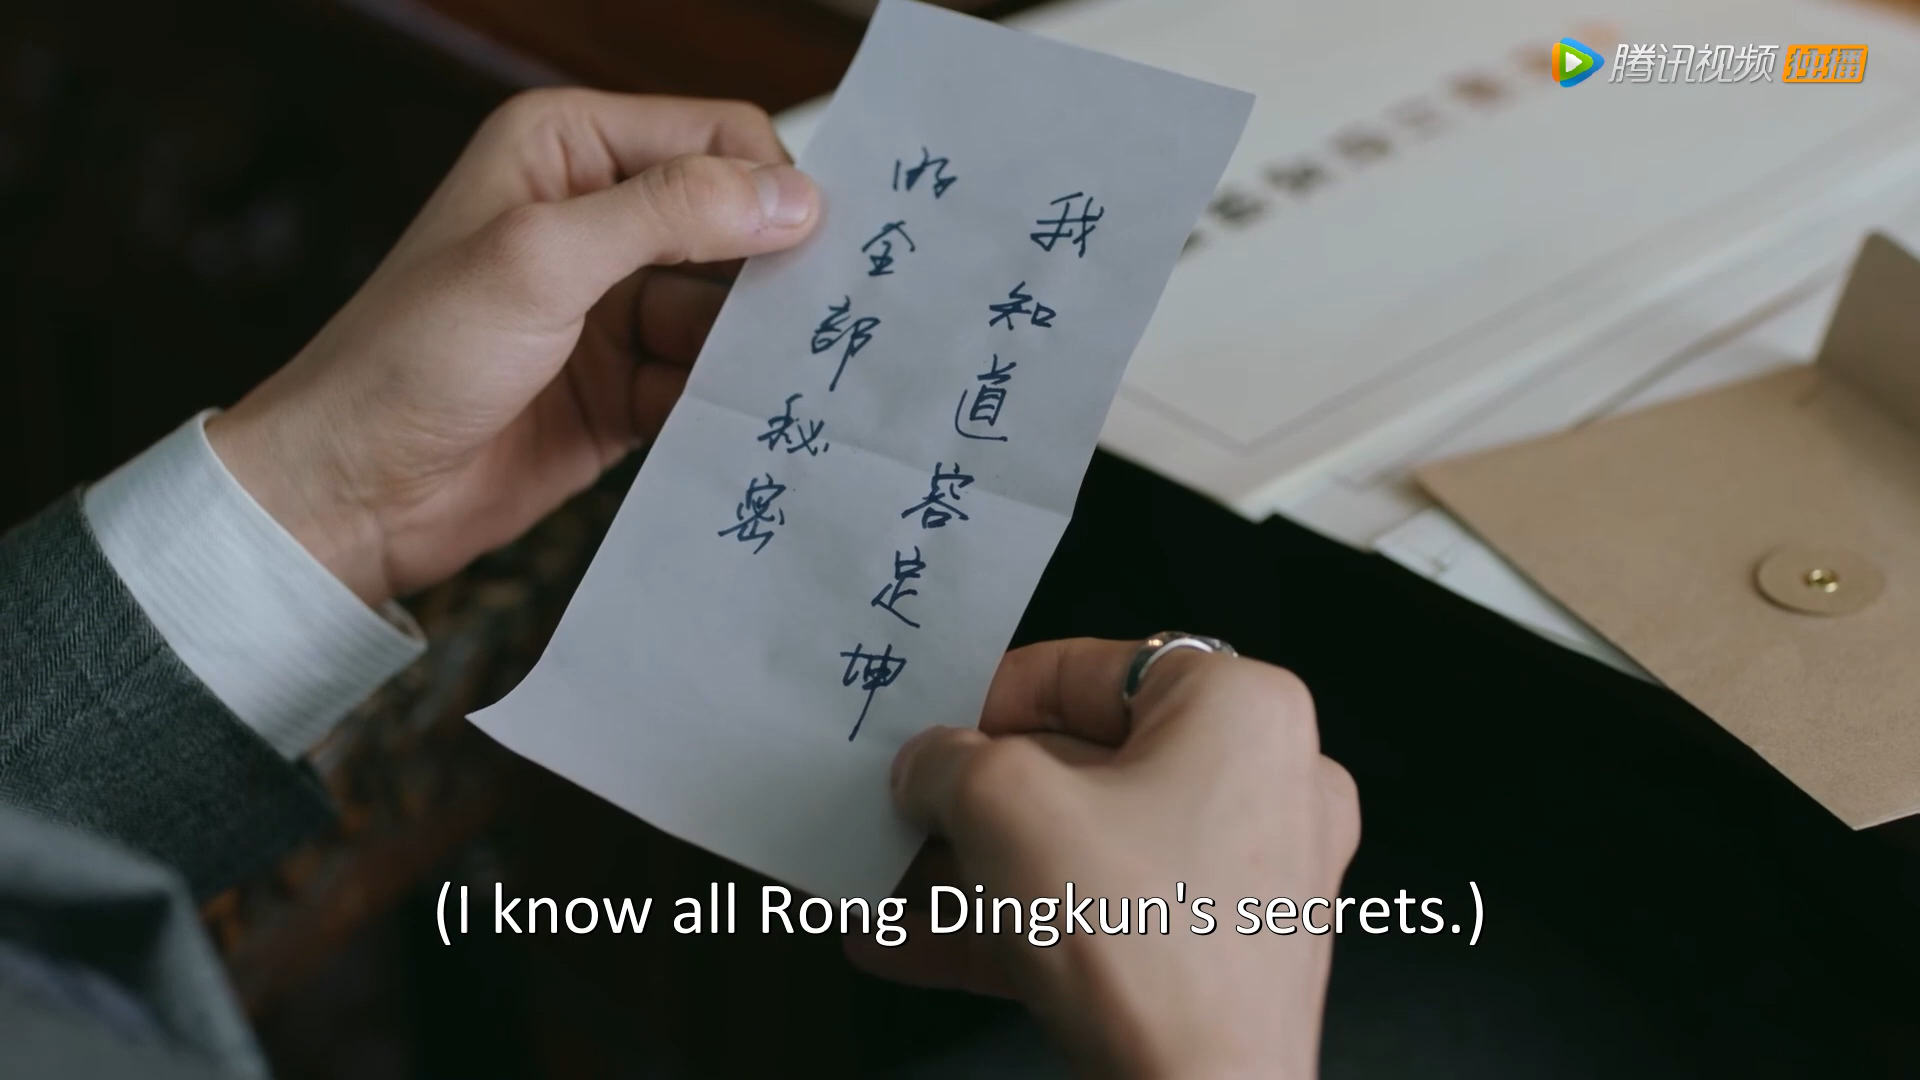 腾讯视频 独播
我知道容定坤
的全部秘密
(I know all Rong Dingkun's secrets.)